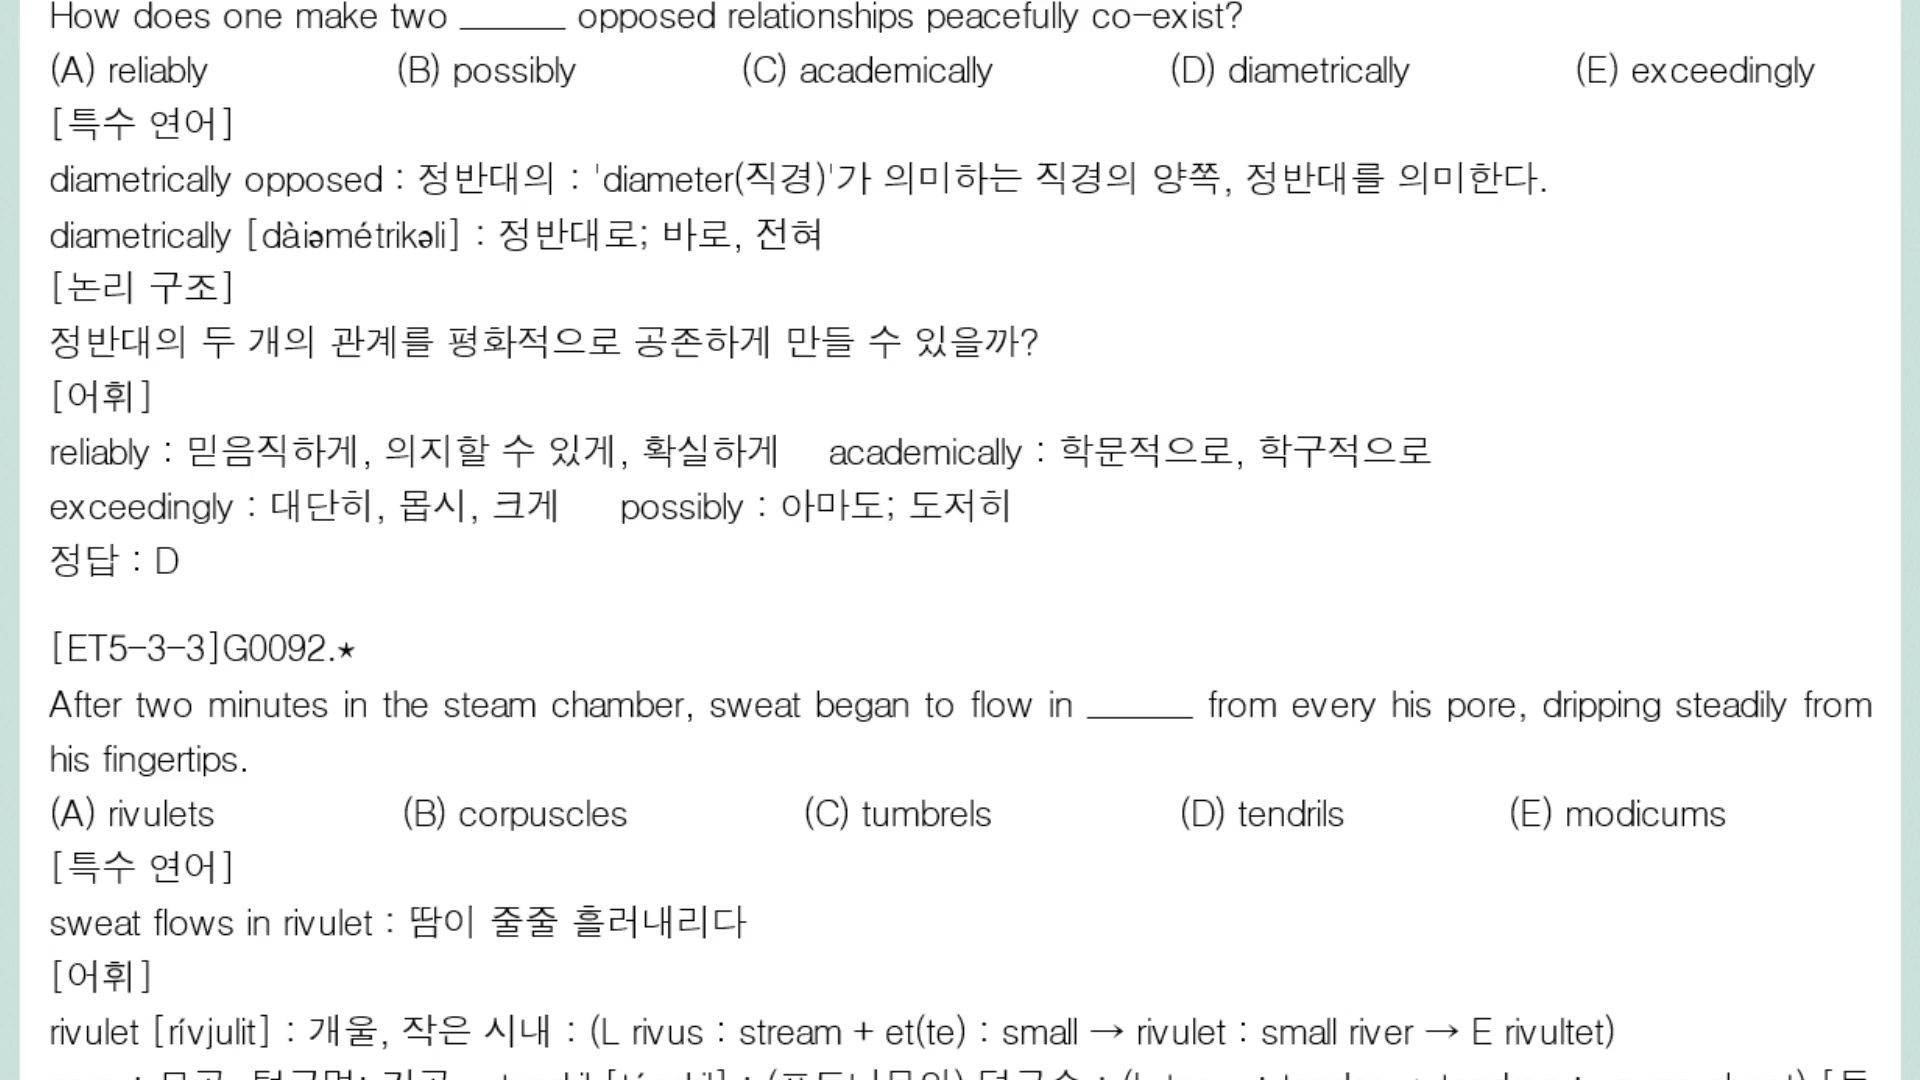 How does one make two ______ opposed relationships peacefully co-exist?
(A) reliably (B) possibly (C) academically (D) diametrically (E) exceedingly
[특수 연어]
diametrically opposed : 정반대의 : 'diameter(직경)'가 의미하는 직경의 양쪽, 정반대를 의미한다.
diametrically [dàiəmétrikəli] : 정반대로; 바로, 전혀
[논리 구조]
정반대의 두 개의 관계를 평화적으로 공존하게 만들 수 있을까?
[어휘]
reliably : 믿음직하게, 의지할 수 있게, 확실하게 academically : 학문적으로, 학구적으로
exceedingly : 대단히, 몹시, 크게 possibly : 아마도; 도저히
정답 : D
[ET5-3-3]G0092.★
After two minutes in the steam chamber, sweat began to flow in ______ from every his pore, dripping steadily from
his fingertips.
(A) rivulets (B) corpuscles (C) tumbrels (D) tendrils (E) modicums
[특수 연어]
sweat flows in rivulet : 땀이 줄줄 흘러내리다
[어휘]
rivulet [rívjulit] : 개울, 작은 시내 : (L rivus : stream + et(te) : small → rivulet : small river → E rivultet)